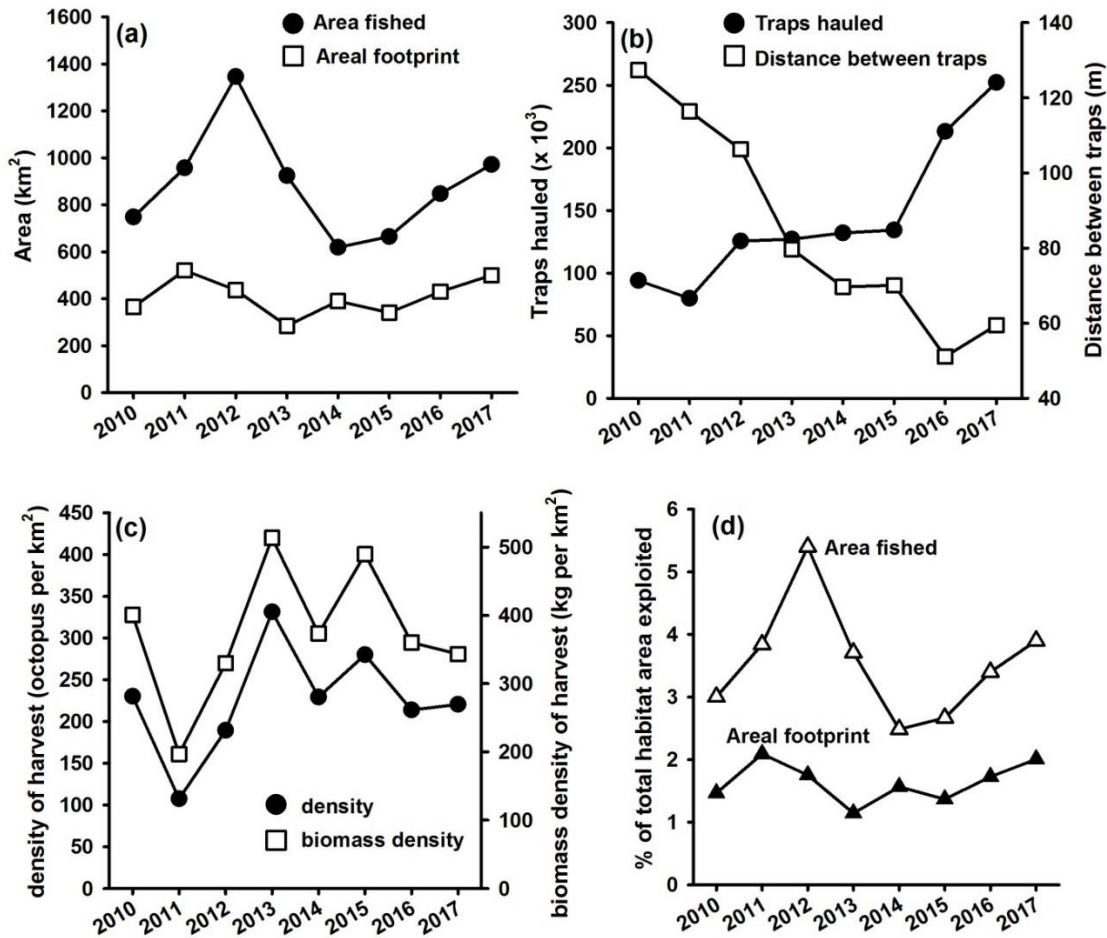 (a)
Area fished
Areal footprint
Area (km²)
1600
1400
1200
1000
800
600
400
200
0
2010 2011 2012 2013 2014 2015 2016 2017
(b)
Traps hauled
Distance between traps
Traps hauled (x 10³)
300
250
200
150
100
50
0
140
120
100
80
60
40
Distance between traps (m)
2010 2011 2012 2013 2014 2015 2016 2017
(c)
density of harvest (octopus per km²)
450
400
350
300
250
200
150
100
50
0
500
400
300
200
100
0
biomass density of harvest (kg per km²)
density
biomass density
2010 2011 2012 2013 2014 2015 2016 2017
(d)
% of total habitat area exploited
6
5
4
3
2
1
0
Area fished
Areal footprint
2010 2011 2012 2013 2014 2015 2016 2017